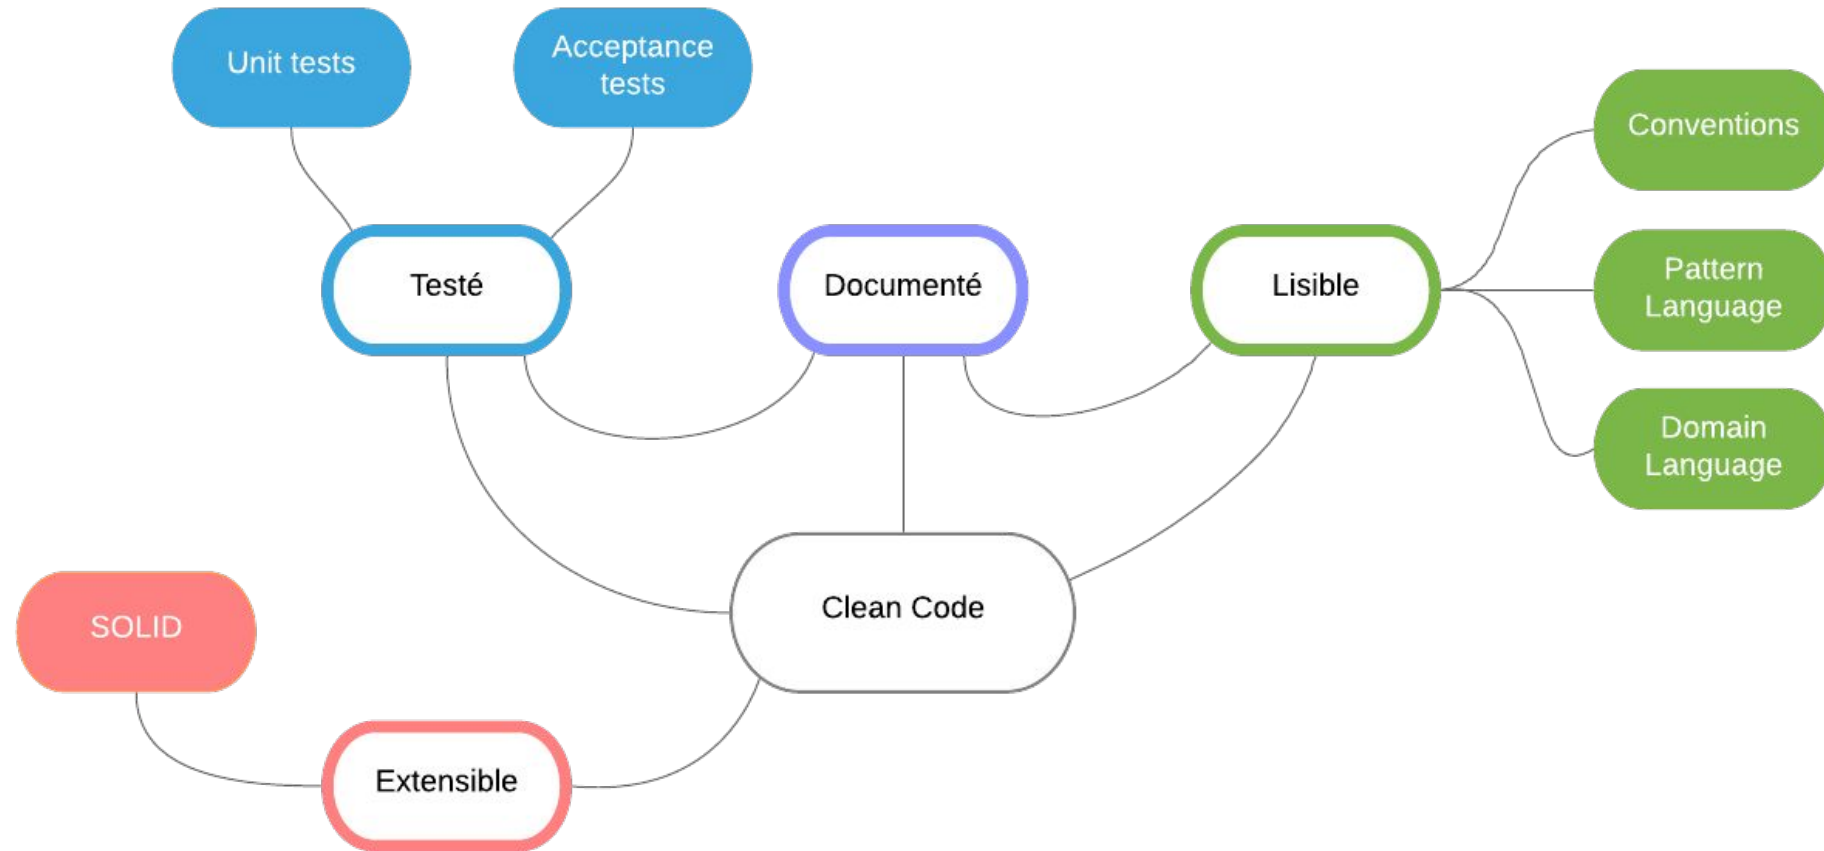 Unit tests
Acceptance
tests
Conventions
Pattern
Language
Testé
Documenté
Lisible
Domain
Language
Clean Code
SOLID
Extensible